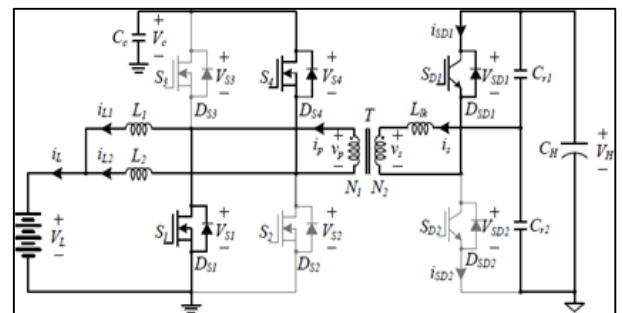 C_c + V_c −
S_3 + V_S3 − D_S3
S_4 + V_S4 − D_S4
i_SD1
S_D1 + V_SD1 − D_SD1
C_r1
i_L1 L_1
i_L i_L2 L_2
i_p + v_p − T + v_s − L_lk i_s
N_1 N_2
C_H + V_H −
+ V_L −
S_1 + V_S1 − D_S1
S_2 + V_S2 − D_S2
S_D2 + V_SD2 − D_SD2
i_SD2
C_r2